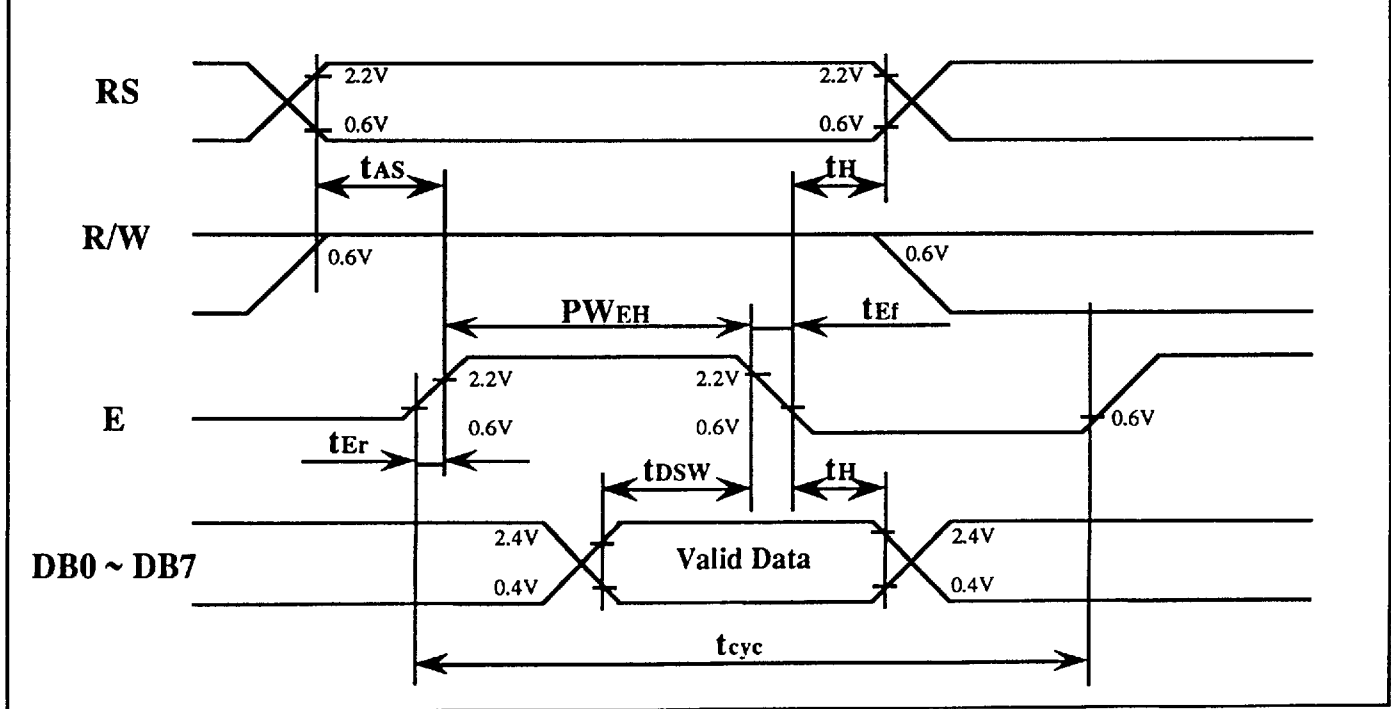 RS
2.2V
2.2V
0.6V
0.6V
tAS
tH
R/W
0.6V
0.6V
PWEH
tEf
E
2.2V
2.2V
0.6V
0.6V
0.6V
tEr
tDSW
tH
DB0 ~ DB7
2.4V
Valid Data
2.4V
0.4V
0.4V
tcyc